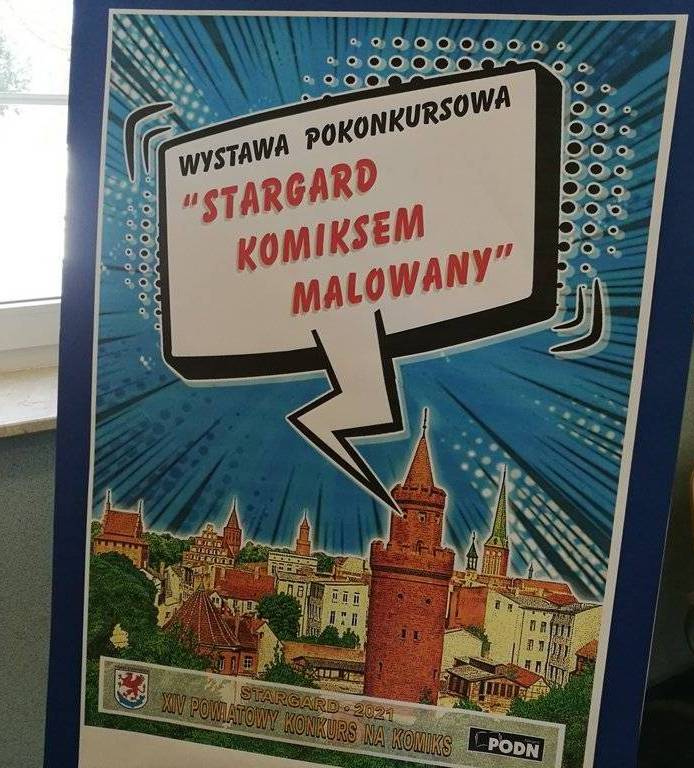 WYSTAWA POKONKURSOWA
"STARGARD
KOMIKSEM
MALOWANY"
STARGARD - 2021
XIV POWIATOWY KONKURS NA KOMIKS
PODN